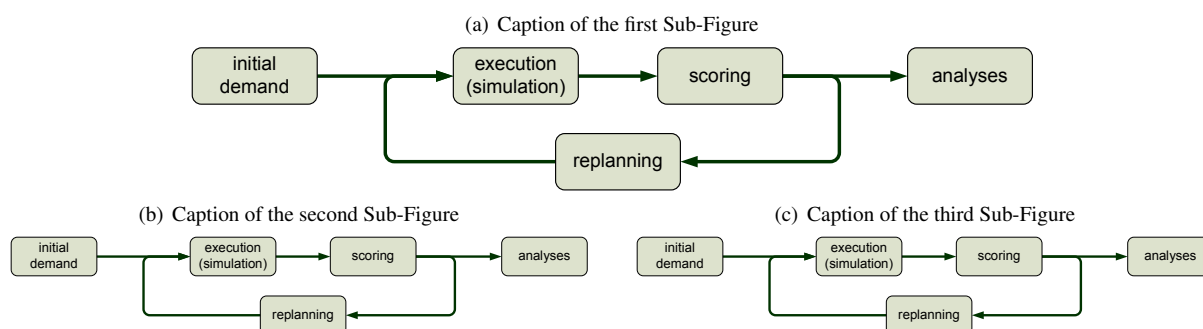 (a) Caption of the first Sub-Figure
initial
demand
execution
(simulation)
scoring
analyses
replanning
(b) Caption of the second Sub-Figure
initial
demand
execution
(simulation)
scoring
analyses
replanning
(c) Caption of the third Sub-Figure
initial
demand
execution
(simulation)
scoring
analyses
replanning